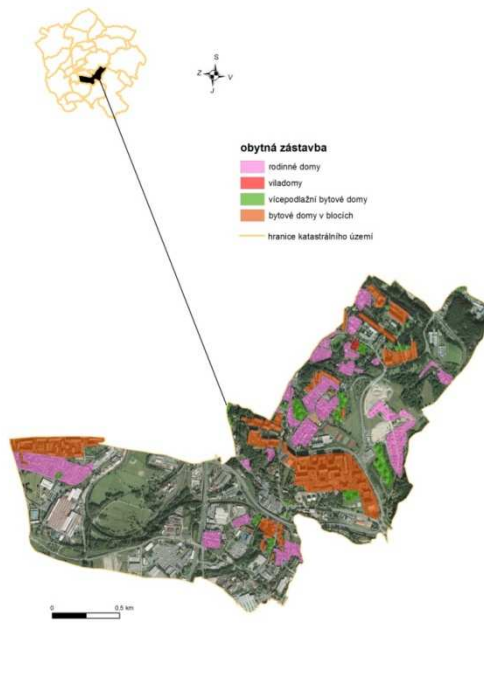 S
Z V
J
obytná zástavba
rodinné domy
viladomy
vícepodlažní bytové domy
bytové domy v blocích
hranice katastrálního území
0 0,5 km